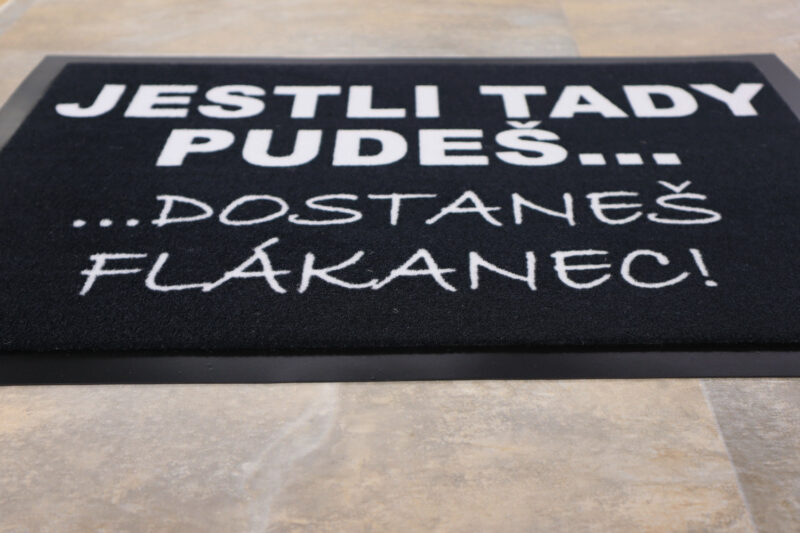 JESTLI TADY
PUDEŠ...
...DOSTANEŠ
FLÁKANEC!